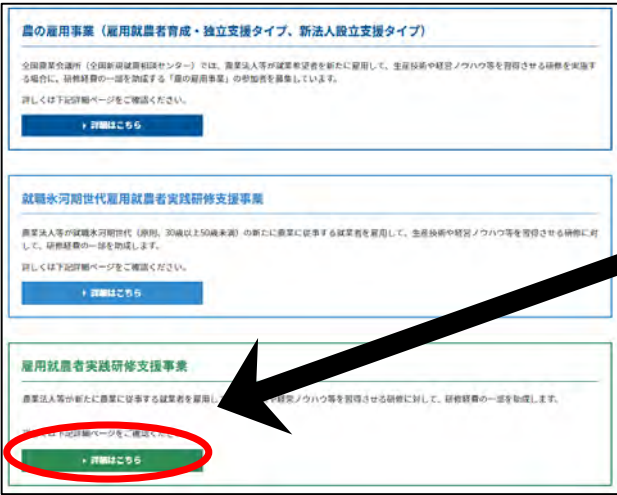 農の雇用事業（雇用就農者育成・独立支援タイプ、新法人設立支援タイプ）
全国農業会議所（全国新規就農相談センター）では、農業法人等が就業希望者を新たに雇用して、生産技術や経営ノウハウ等を習得させる研修を実施す
る場合に、研修経費の一部を助成する「農の雇用事業」の参加者を募集しています。
詳しくは下記詳細ページをご確認ください。
詳細はこちら
就職氷河期世代雇用就農者実践研修支援事業
農業法人等が就職氷河期世代（原則、30歳以上50歳未満）の新たに農業に従事する就業者を雇用して、生産技術や経営ノウハウ等を習得させる研修に対
して、研修経費の一部を助成します。
詳しくは下記詳細ページをご確認ください。
詳細はこちら
雇用就農者実践研修支援事業
農業法人等が新たに農業に従事する就業者を雇用し や経営ノウハウ等を習得させる研修に対して、研修経費の一部を助成します。
は下記詳細ページをご確認くださ
詳細はこちら